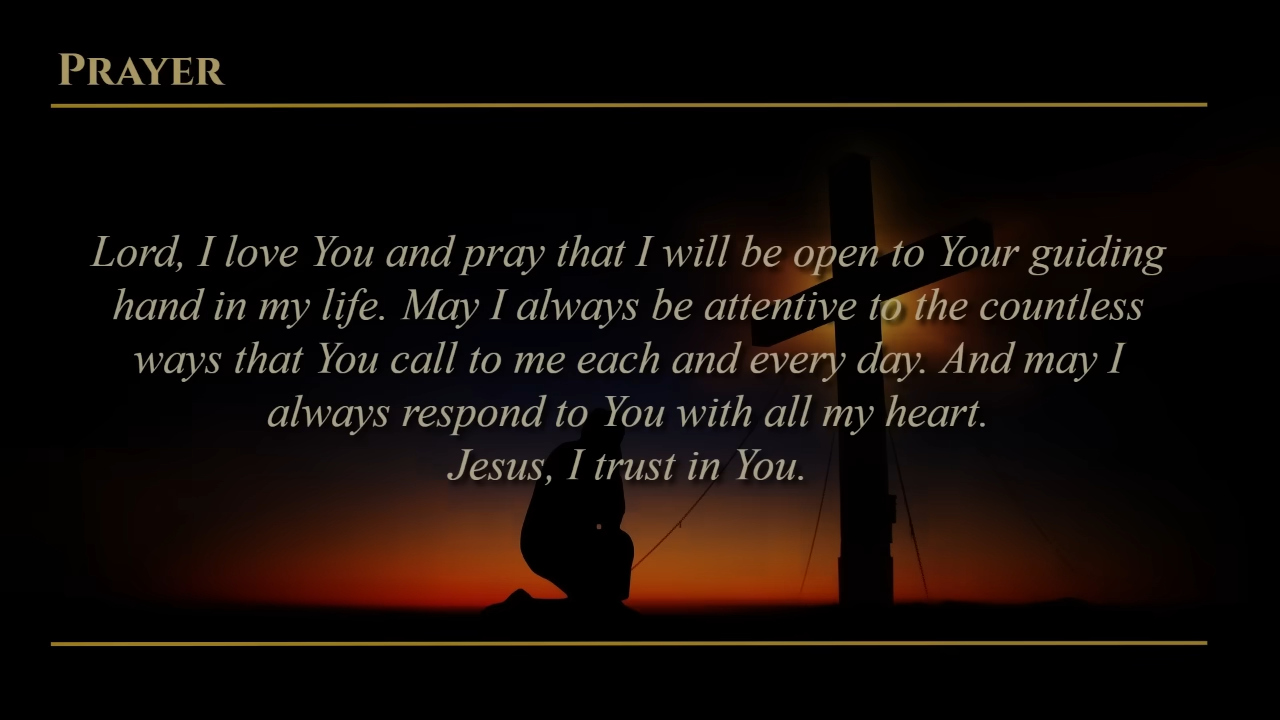 PRAYER
Lord, I love You and pray that I will be open to Your guiding
hand in my life. May I always be attentive to the countless
ways that You call to me each and every day. And may I
always respond to You with all my heart.
Jesus, I trust in You.